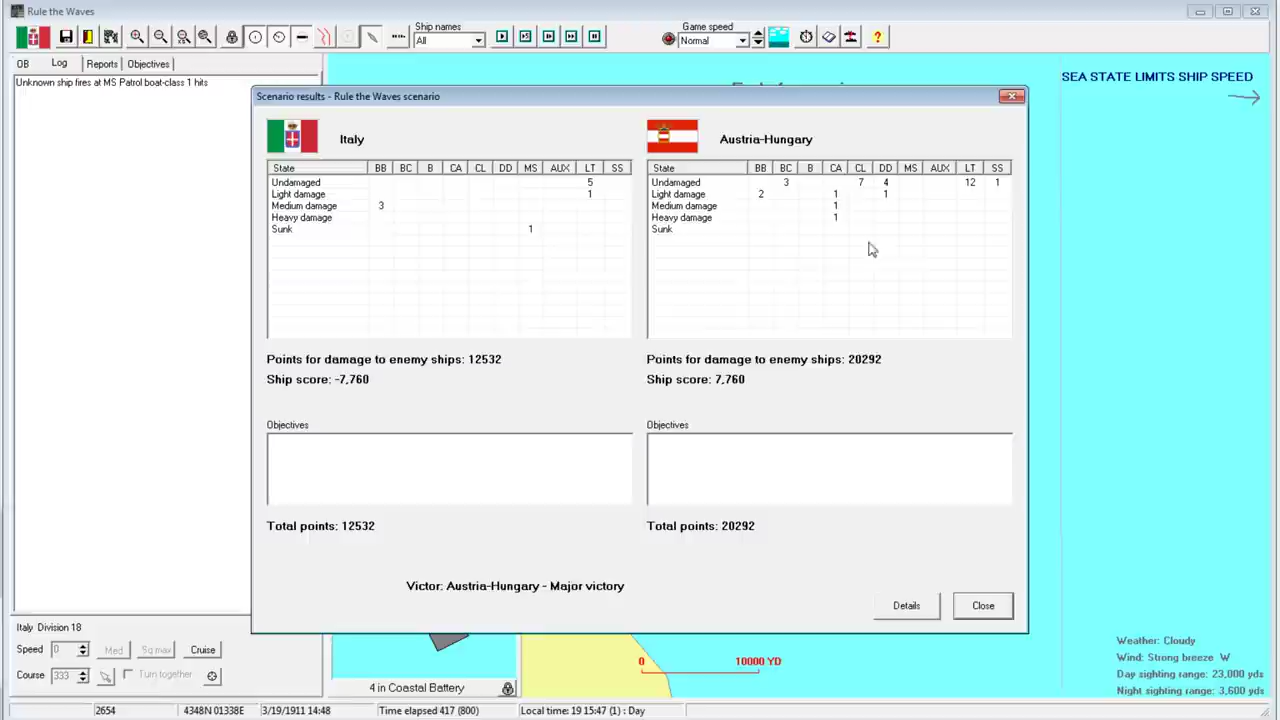 Rule the Waves
Ship names
All
Game speed
Normal
?
OB Log Reports Objectives
Unknown ship fires at MS Patrol boat-class 1 hits
SEA STATE LIMITS SHIP SPEED
Scenario results - Rule the Waves scenario
Italy
State BB BC B CA CL DD MS AUX LT SS
Undamaged 5
Light damage 1
Medium damage 3
Heavy damage
Sunk 1
Points for damage to enemy ships: 12532
Ship score: -7,760
Objectives
Total points: 12532
Austria-Hungary
State BB BC B CA CL DD MS AUX LT SS
Undamaged 3 7 4 12 1
Light damage 2 1 1
Medium damage 1
Heavy damage 1
Sunk
Points for damage to enemy ships: 20292
Ship score: 7,760
Objectives
Total points: 20292
Victor: Austria-Hungary - Major victory
Details Close
Italy Division 18
Speed 0 Med Sq max Cruise
Course 333 Turn together
4 in Coastal Battery
0 10000 YD
Weather: Cloudy
Wind: Strong breeze W
Day sighting range: 23,000 yds
Night sighting range: 3,600 yds
2654 4348N 01338E 3/19/1911 14:48 Time elapsed 417 (800) Local time: 19 15:47 (1) : Day